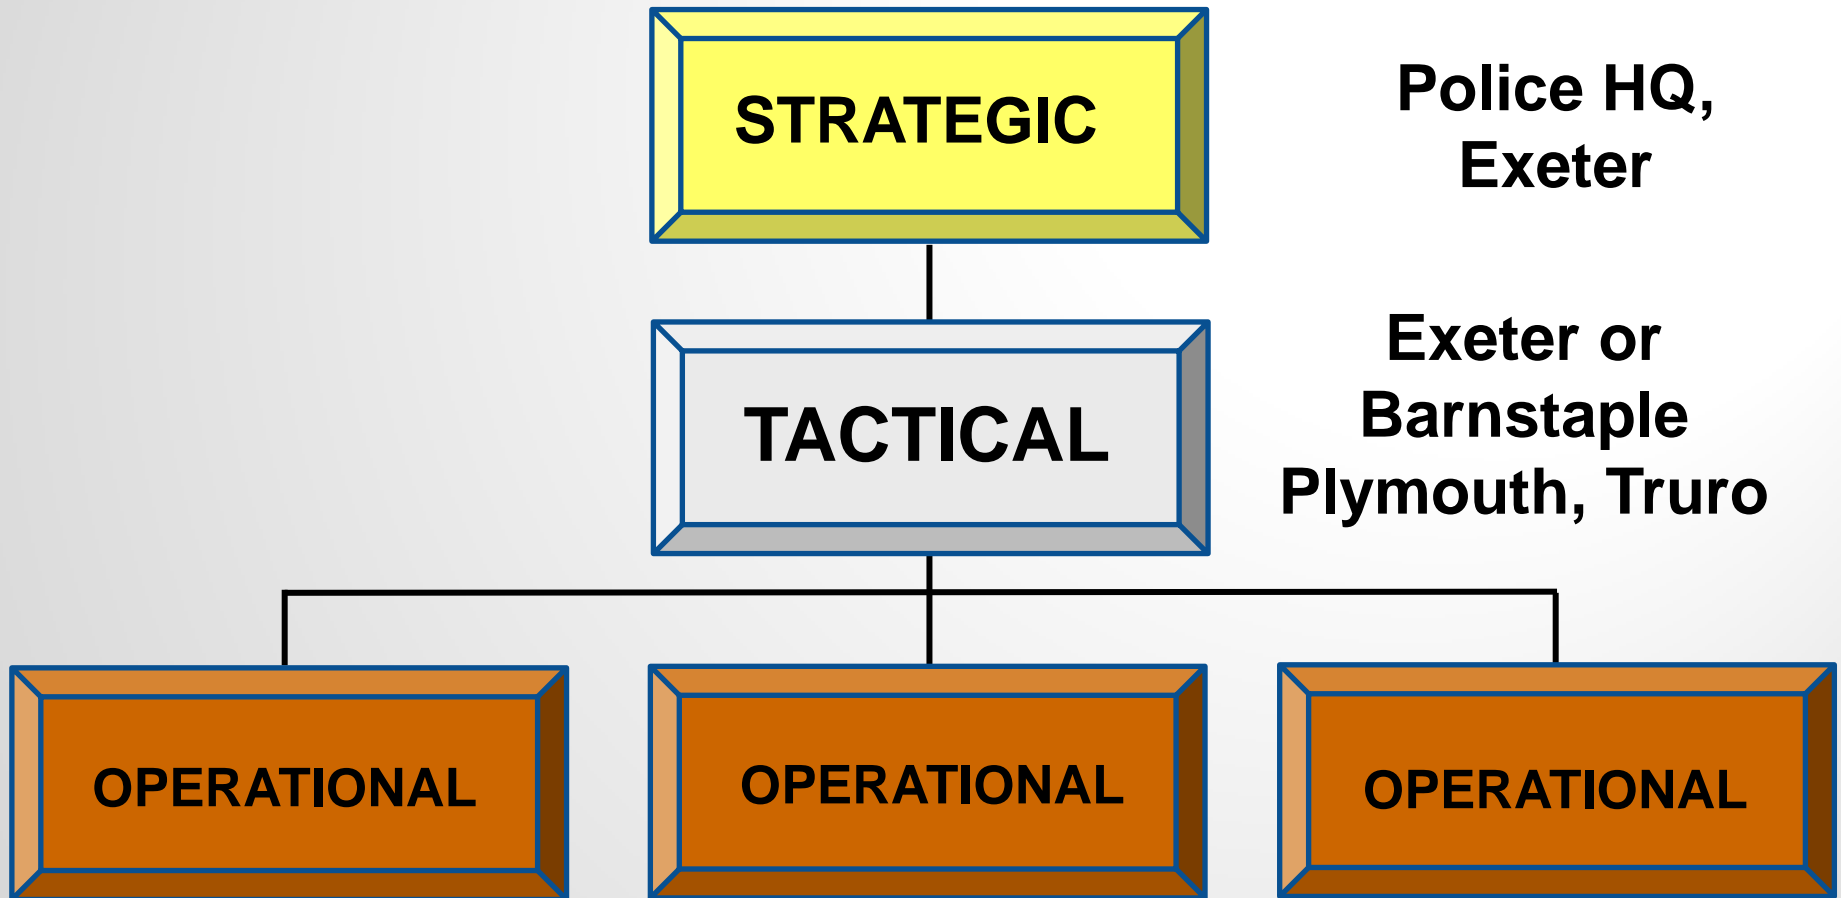 STRATEGIC
Police HQ,
Exeter
TACTICAL
Exeter or
Barnstaple
Plymouth, Truro
OPERATIONAL
OPERATIONAL
OPERATIONAL